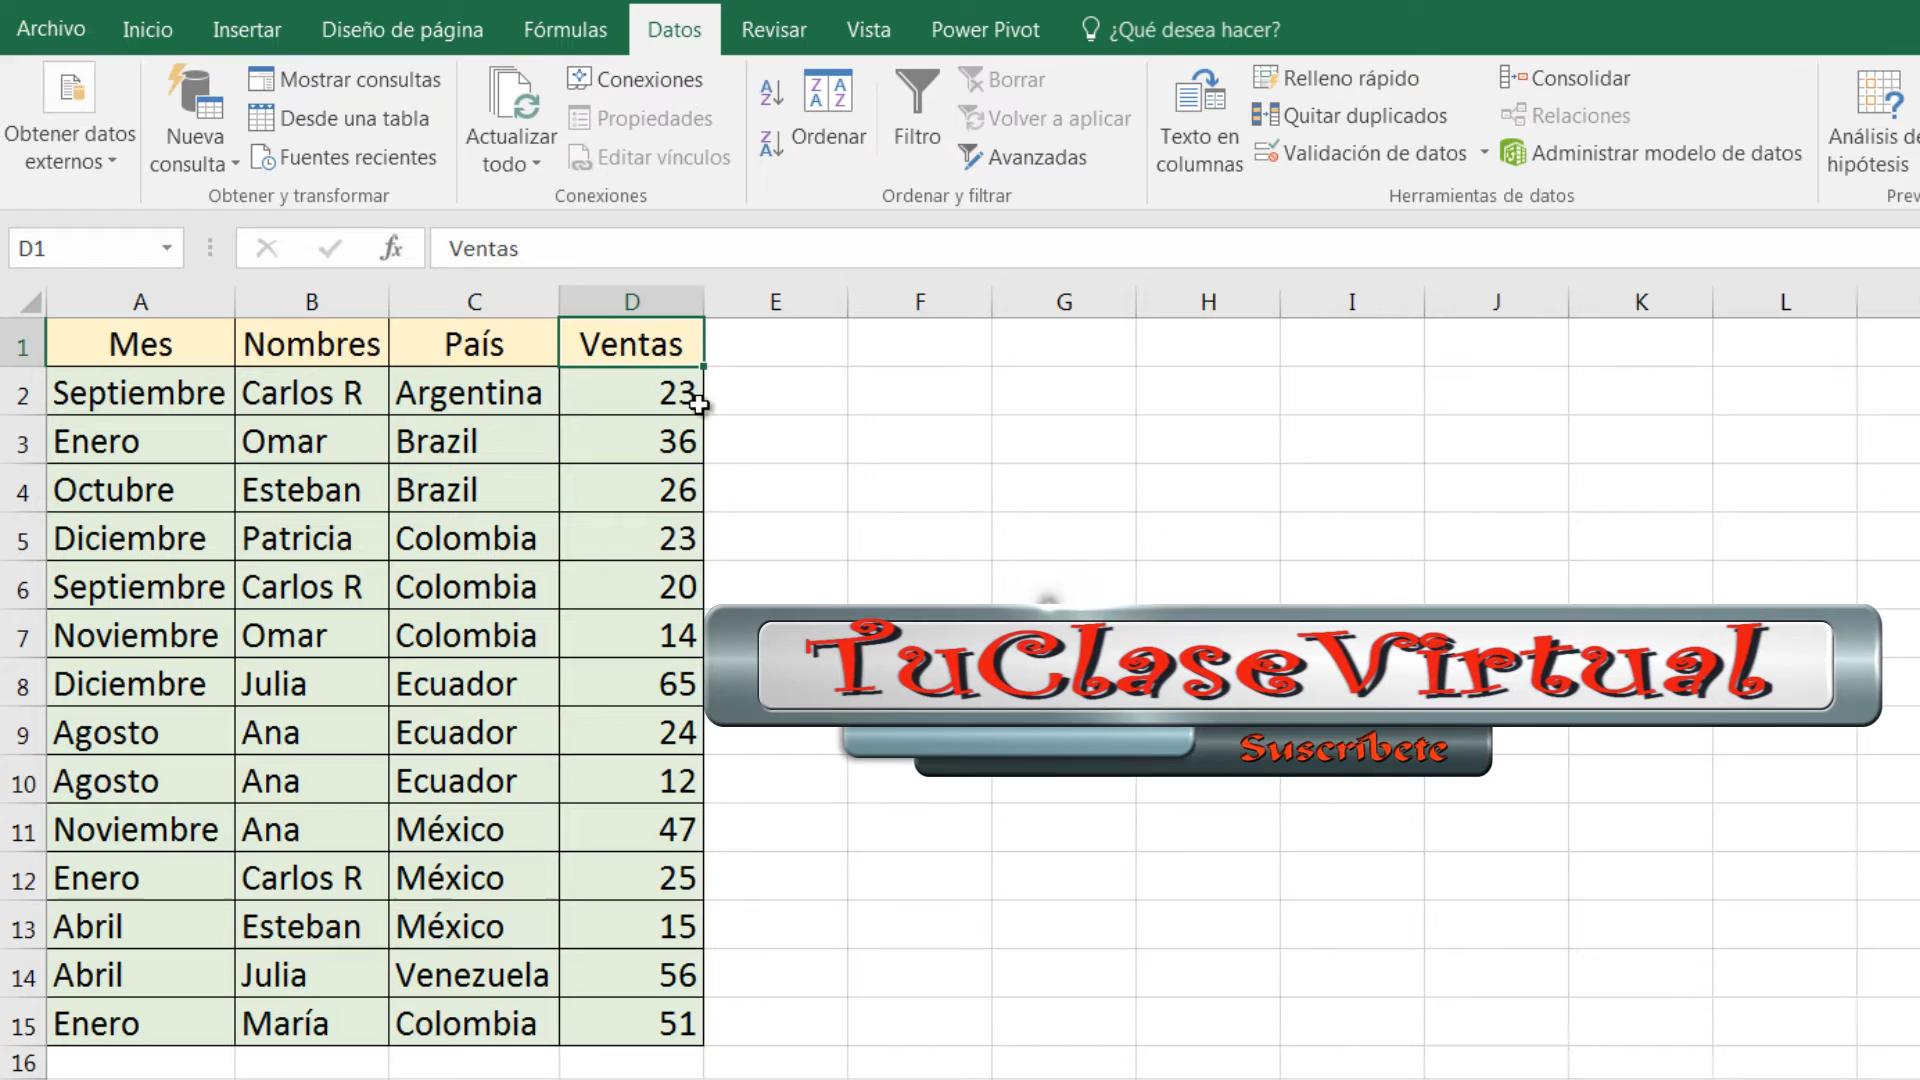 Archivo Inicio Insertar Diseño de página Fórmulas Datos Revisar Vista Power Pivot ¿Qué desea hacer?
Obtener datos externos
Nueva consulta
Mostrar consultas
Desde una tabla
Fuentes recientes
Obtener y transformar
Actualizar todo
Conexiones
Propiedades
Editar vínculos
Conexiones
Ordenar
Filtro
Borrar
Volver a aplicar
Avanzadas
Ordenar y filtrar
Texto en columnas
Relleno rápido
Quitar duplicados
Validación de datos
Consolidar
Relaciones
Administrar modelo de datos
Herramientas de datos
Análisis de
hipótesis
Prev
D1 fx Ventas
A B C D E F G H I J K L
1 Mes Nombres País Ventas
2 Septiembre Carlos R Argentina 23
3 Enero Omar Brazil 36
4 Octubre Esteban Brazil 26
5 Diciembre Patricia Colombia 23
6 Septiembre Carlos R Colombia 20
7 Noviembre Omar Colombia 14
8 Diciembre Julia Ecuador 65
9 Agosto Ana Ecuador 24
10 Agosto Ana Ecuador 12
11 Noviembre Ana México 47
12 Enero Carlos R México 25
13 Abril Esteban México 15
14 Abril Julia Venezuela 56
15 Enero María Colombia 51
16
TuClaseVirtual
Suscríbete